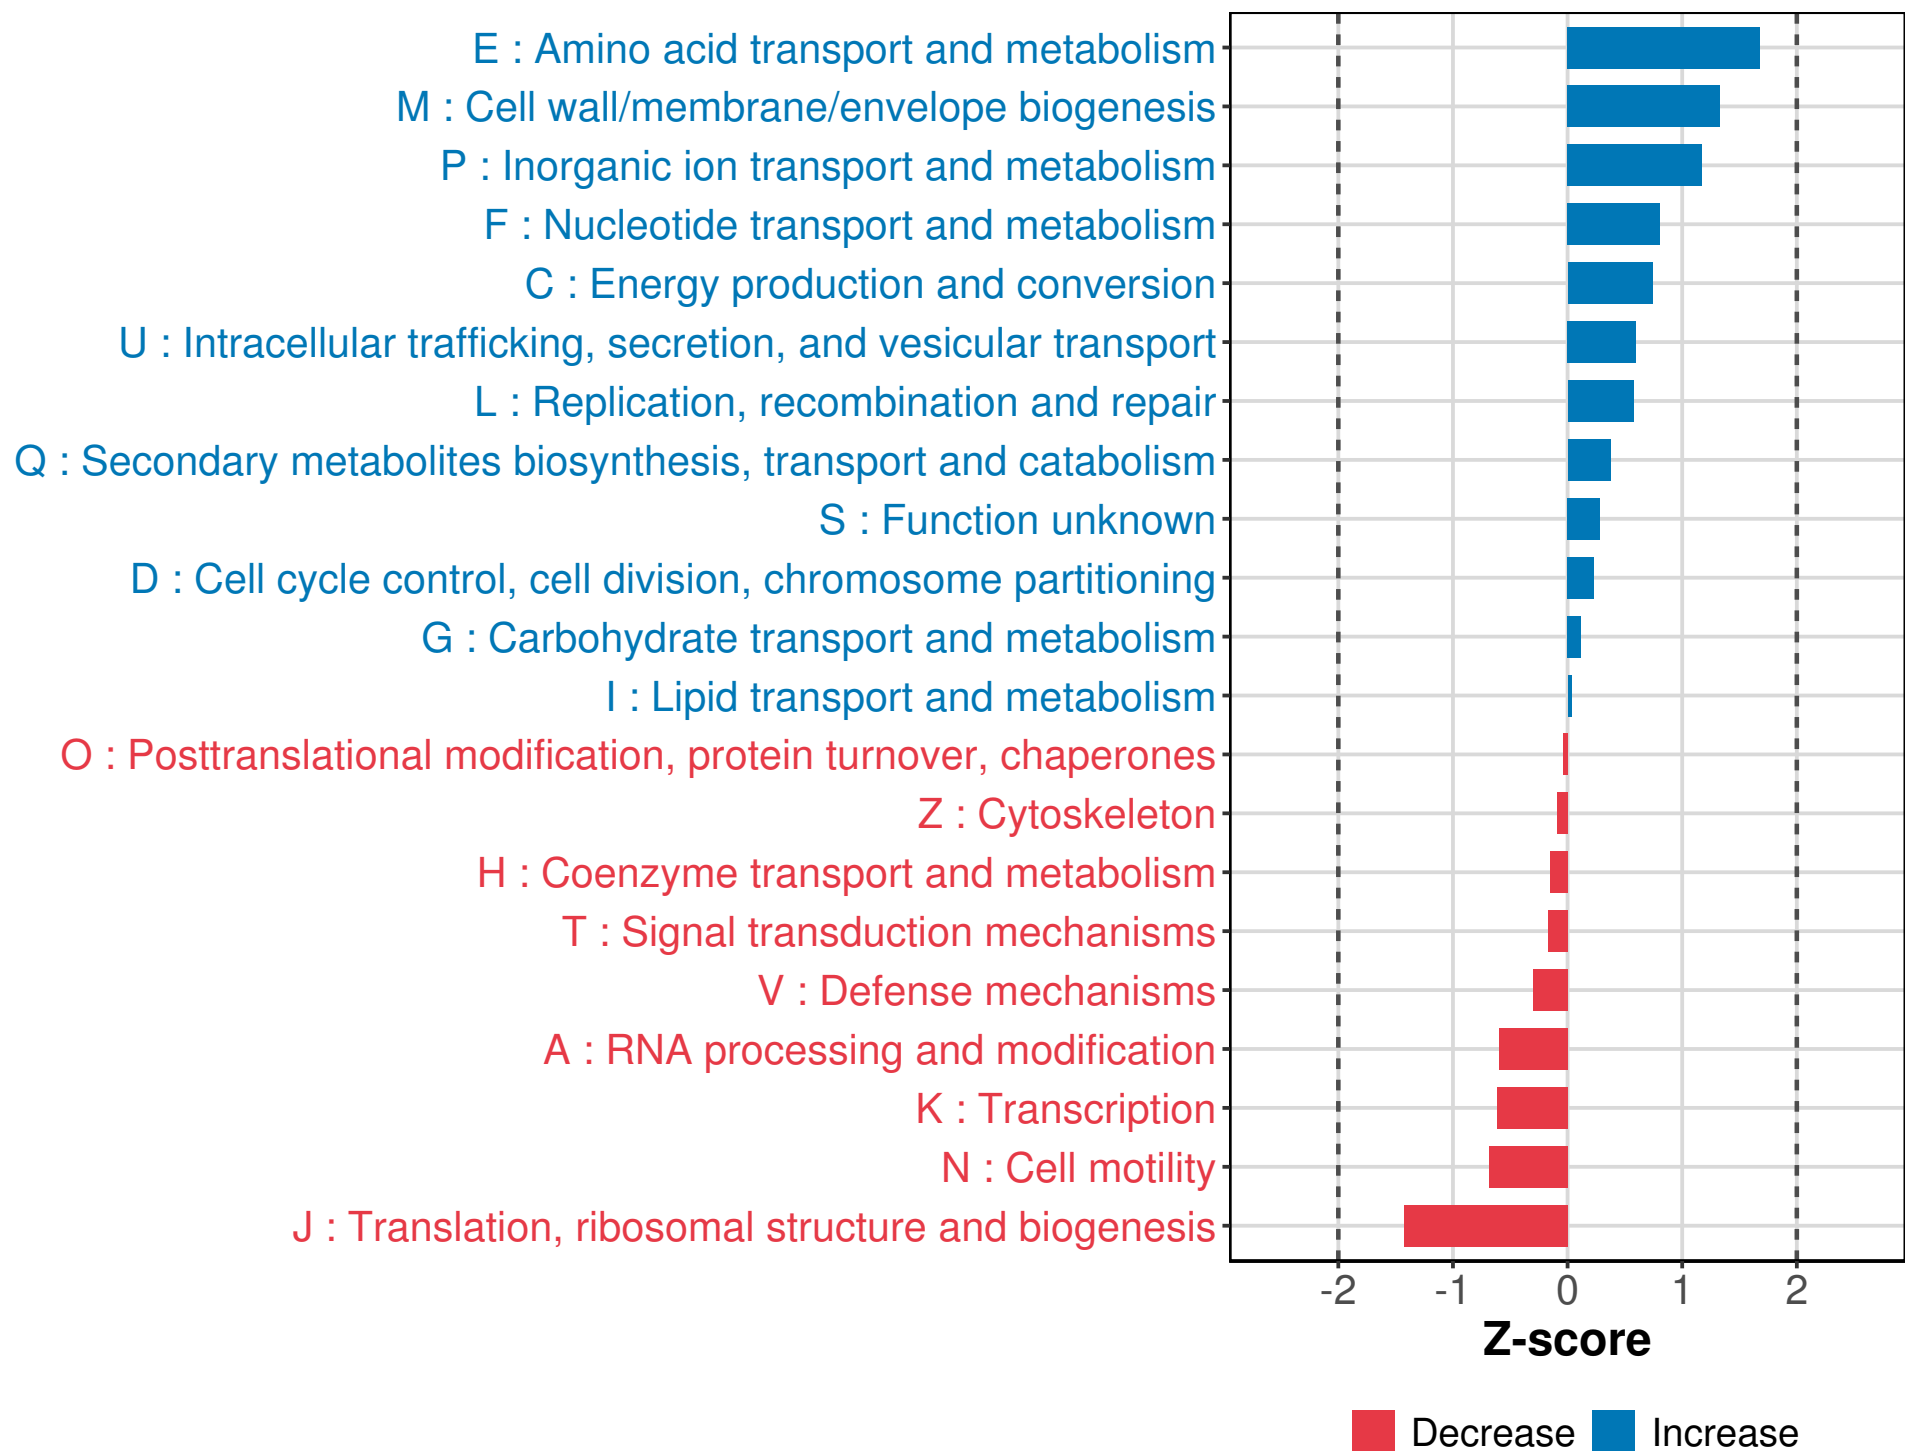 E : Amino acid transport and metabolism
M : Cell wall/membrane/envelope biogenesis
P : Inorganic ion transport and metabolism
F : Nucleotide transport and metabolism
C : Energy production and conversion
U : Intracellular trafficking, secretion, and vesicular transport
L : Replication, recombination and repair
Q : Secondary metabolites biosynthesis, transport and catabolism
S : Function unknown
D : Cell cycle control, cell division, chromosome partitioning
G : Carbohydrate transport and metabolism
I : Lipid transport and metabolism
O : Posttranslational modification, protein turnover, chaperones
Z : Cytoskeleton
H : Coenzyme transport and metabolism
T : Signal transduction mechanisms
V : Defense mechanisms
A : RNA processing and modification
K : Transcription
N : Cell motility
J : Translation, ribosomal structure and biogenesis
-2 -1 0 1 2
Z-score
Decrease Increase